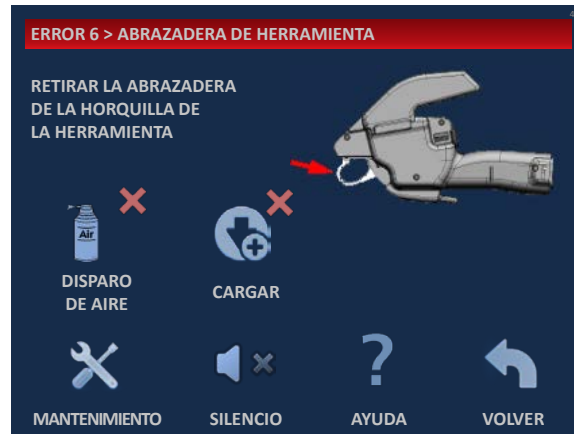 ERROR 6 > ABRAZADERA DE HERRAMIENTA
RETIRAR LA ABRAZADERA
DE LA HORQUILLA DE
LA HERRAMIENTA
Air
DISPARO
DE AIRE
CARGAR
?
MANTENIMIENTO
SILENCIO
AYUDA
VOLVER